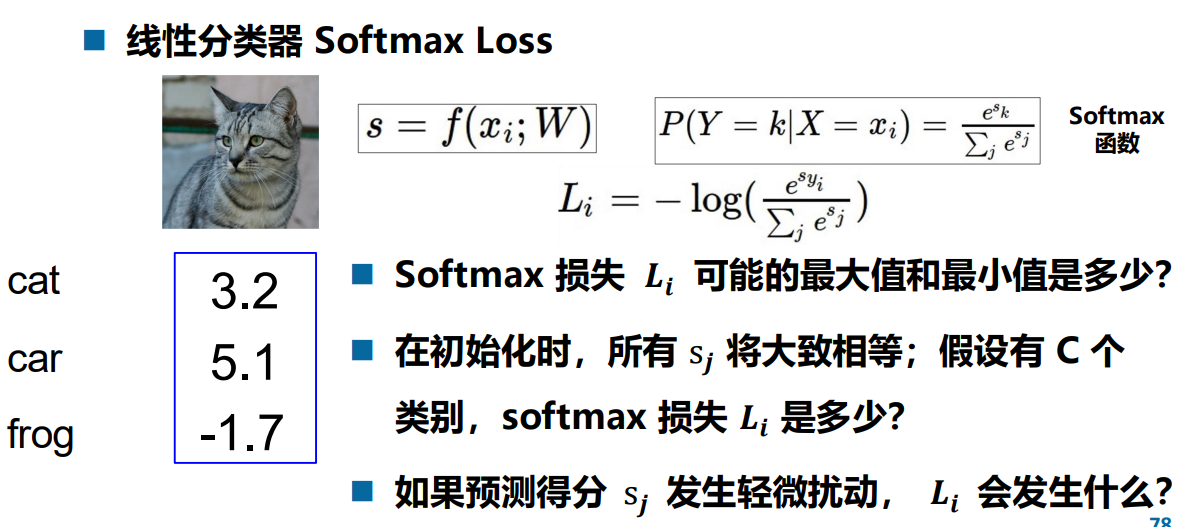 ■ 线性分类器 Softmax Loss
s = f(x_i; W)
P(Y = k|X = x_i) = \frac{e^{s_k}}{\sum_j e^{s_j}}
Softmax
函数
L_i = −log(\frac{e^{s_{y_i}}}{\sum_j e^{s_j}})
cat 3.2
car 5.1
frog -1.7
■ Softmax 损失 L_i 可能的最大值和最小值是多少?
■ 在初始化时，所有 s_j 将大致相等；假设有 C 个
类别，softmax 损失 L_i 是多少?
■ 如果预测得分 s_j 发生轻微扰动， L_i 会发生什么?
78